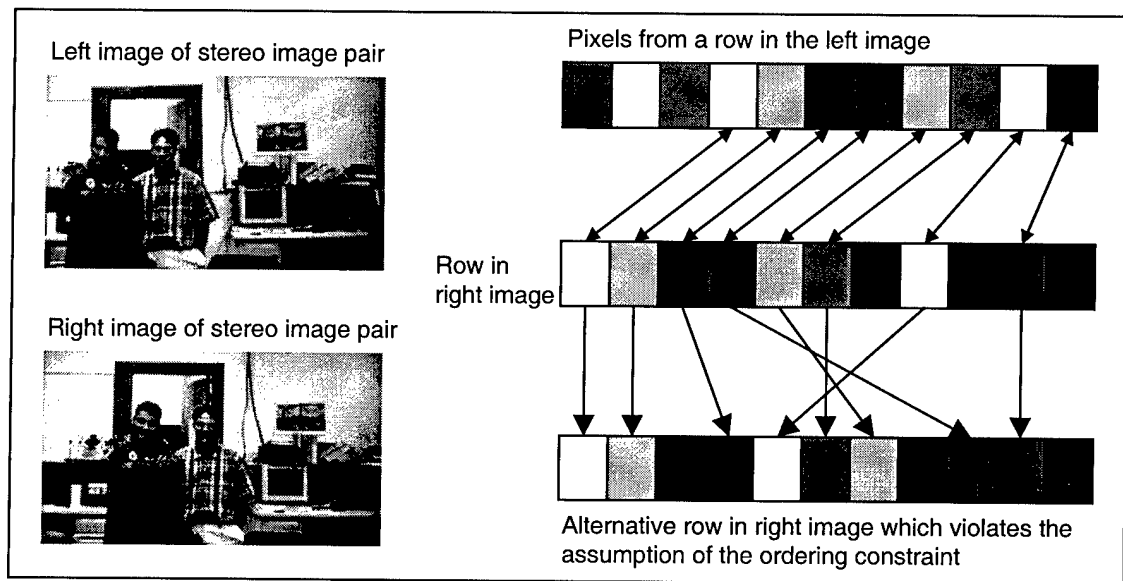 Left image of stereo image pair
Right image of stereo image pair
Pixels from a row in the left image
Row in
right image
Alternative row in right image which violates the
assumption of the ordering constraint